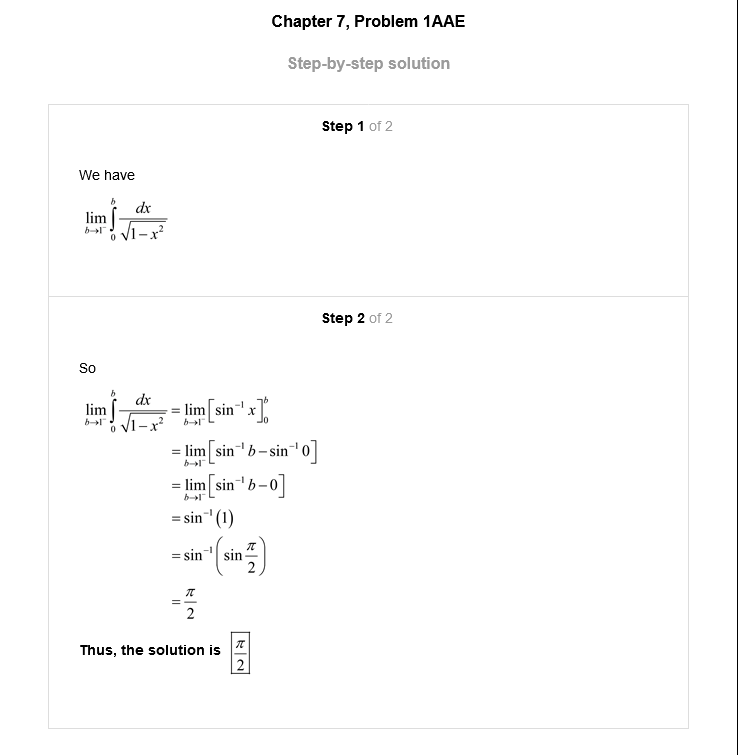 Chapter 7, Problem 1AAE
Step-by-step solution
Step 1 of 2
We have
$\lim_{b \to 1^-} \int_0^b \frac{dx}{\sqrt{1-x^2}}$
Step 2 of 2
So
$\lim_{b \to 1^-} \int_0^b \frac{dx}{\sqrt{1-x^2}} = \lim_{b \to 1^-} \left[ \sin^{-1} x \right]_0^b$
$= \lim_{b \to 1^-} \left[ \sin^{-1} b - \sin^{-1} 0 \right]$
$= \lim_{b \to 1^-} \left[ \sin^{-1} b - 0 \right]$
$= \sin^{-1} (1)$
$= \sin^{-1} \left( \sin \frac{\pi}{2} \right)$
$= \frac{\pi}{2}$
Thus, the solution is $\boxed{\frac{\pi}{2}}$